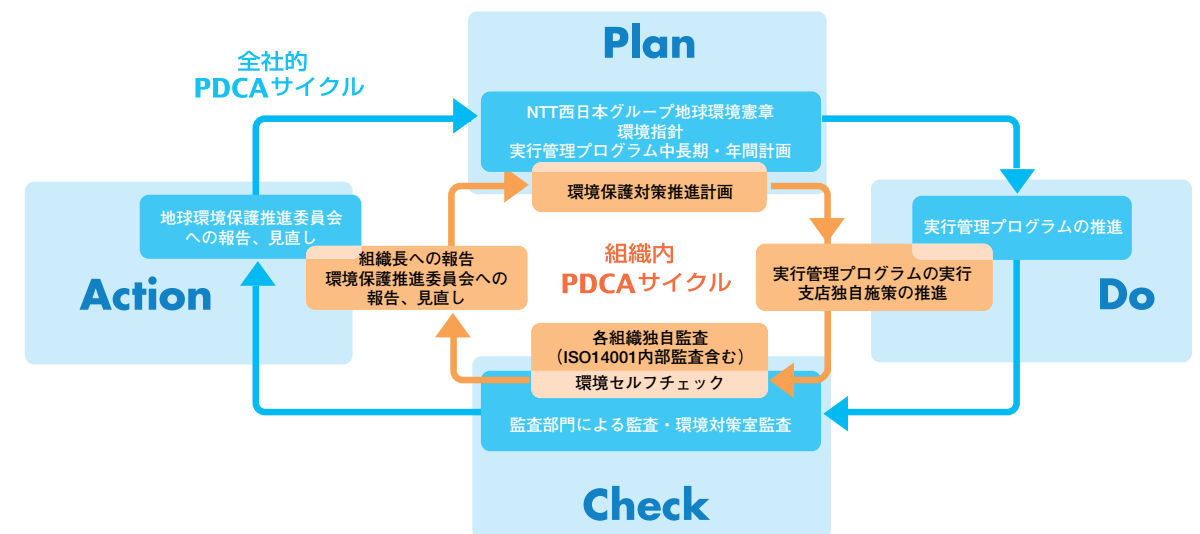 Plan
全社的
PDCAサイクル
NTT西日本グループ地球環境憲章
環境指針
実行管理プログラム中長期・年間計画
環境保護対策推進計画
地球環境保護推進委員会
への報告、見直し
実行管理プログラムの推進
組織長への報告
環境保護推進委員会への
報告、見直し
組織内
PDCAサイクル
実行管理プログラムの実行
支店独自施策の推進
Action
Do
各組織独自監査
（ISO14001内部監査含む）
環境セルフチェック
監査部門による監査・環境対策室監査
Check